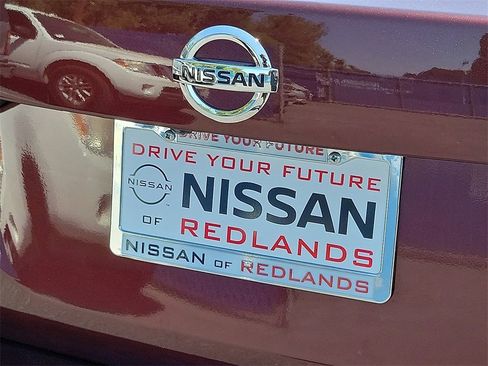 NISSAN
DRIVE YOUR FUTURE
DRIVE YOUR FUTURE
NISSAN
NISSAN
OF REDLANDS
NISSAN OF REDLANDS